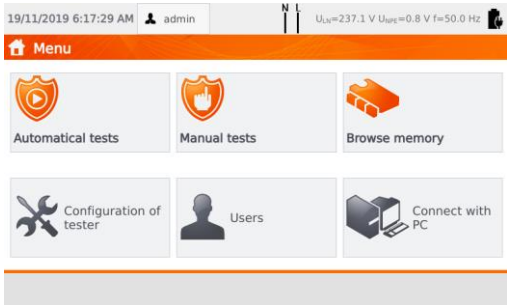 19/11/2019 6:17:29 AM admin N L ULN=237.1 V UNPE=0.8 V f=50.0 Hz
Menu
Automatical tests Manual tests Browse memory
Configuration of tester Users Connect with PC